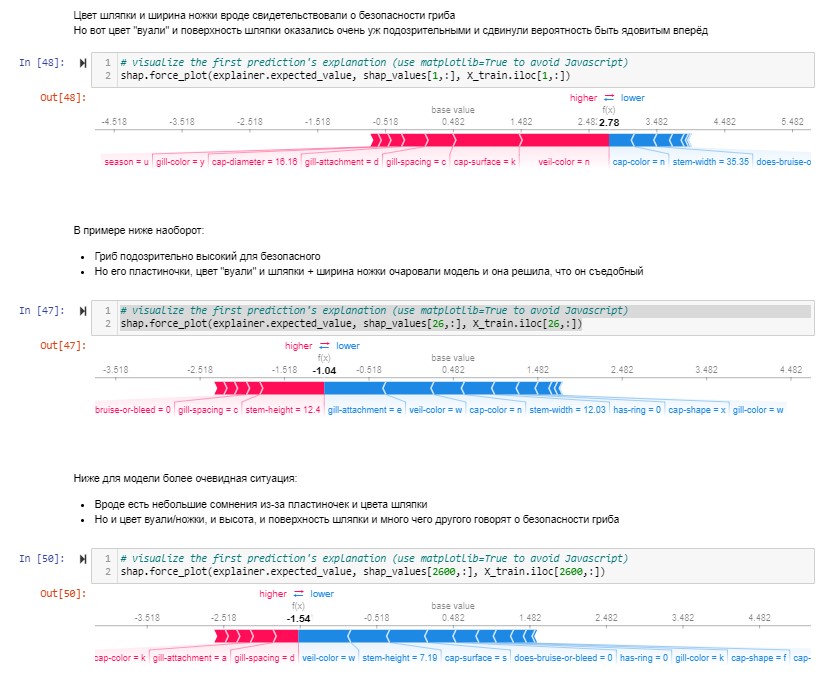 Цвет шляпки и ширина ножки вроде свидетельствовали о безопасности гриба
Но вот цвет "вуали" и поверхность шляпки оказались очень уж подозрительными и сдвинули вероятность быть ядовитым вперёд
In [48]:
1 # visualize the first prediction's explanation (use matplotlib=True to avoid Javascript)
2 shap.force_plot(explainer.expected_value, shap_values[1,:], X_train.iloc[1,:])
Out[48]:
higher ⇄ lower
base value f(x)
-4.518 -3.518 -2.518 -1.518 -0.518 0.482 1.482 2.48 2.78 3.482 4.482 5.482
season = u gill-color = y cap-diameter = 16.16 gill-attachment = d gill-spacing = c cap-surface = k veil-color = n cap-color = n stem-width = 35.35 does-bruise-o
В примере ниже наоборот:
• Гриб подозрительно высокий для безопасного
• Но его пластиночки, цвет "вуали" и шляпки + ширина ножки очаровали модель и она решила, что он съедобный
In [47]:
1 # visualize the first prediction's explanation (use matplotlib=True to avoid Javascript)
2 shap.force_plot(explainer.expected_value, shap_values[26,:], X_train.iloc[26,:])
Out[47]:
higher ⇄ lower
f(x) base value
-3.518 -2.518 -1.518 -1.04 -0.518 0.482 1.482 2.482 3.482 4.482
bruise-or-bleed = 0 gill-spacing = c stem-height = 12.4 gill-attachment = e veil-color = w cap-color = n stem-width = 12.03 has-ring = 0 cap-shape = x gill-color = w
Ниже для модели более очевидная ситуация:
• Вроде есть небольшие сомнения из-за пластиночек и цвета шляпки
• Но и цвет вуали/ножки, и высота, и поверхность шляпки и много чего другого говорят о безопасности гриба
In [50]:
1 # visualize the first prediction's explanation (use matplotlib=True to avoid Javascript)
2 shap.force_plot(explainer.expected_value, shap_values[2600,:], X_train.iloc[2600,:])
Out[50]:
higher ⇄ lower
f(x) base value
-3.518 -2.518 -1.54 -0.518 0.482 1.482 2.482 3.482 4.482
cap-color = k gill-attachment = a gill-spacing = d veil-color = w stem-height = 7.19 cap-surface = s does-bruise-or-bleed = 0 has-ring = 0 gill-color = k cap-shape = f cap-